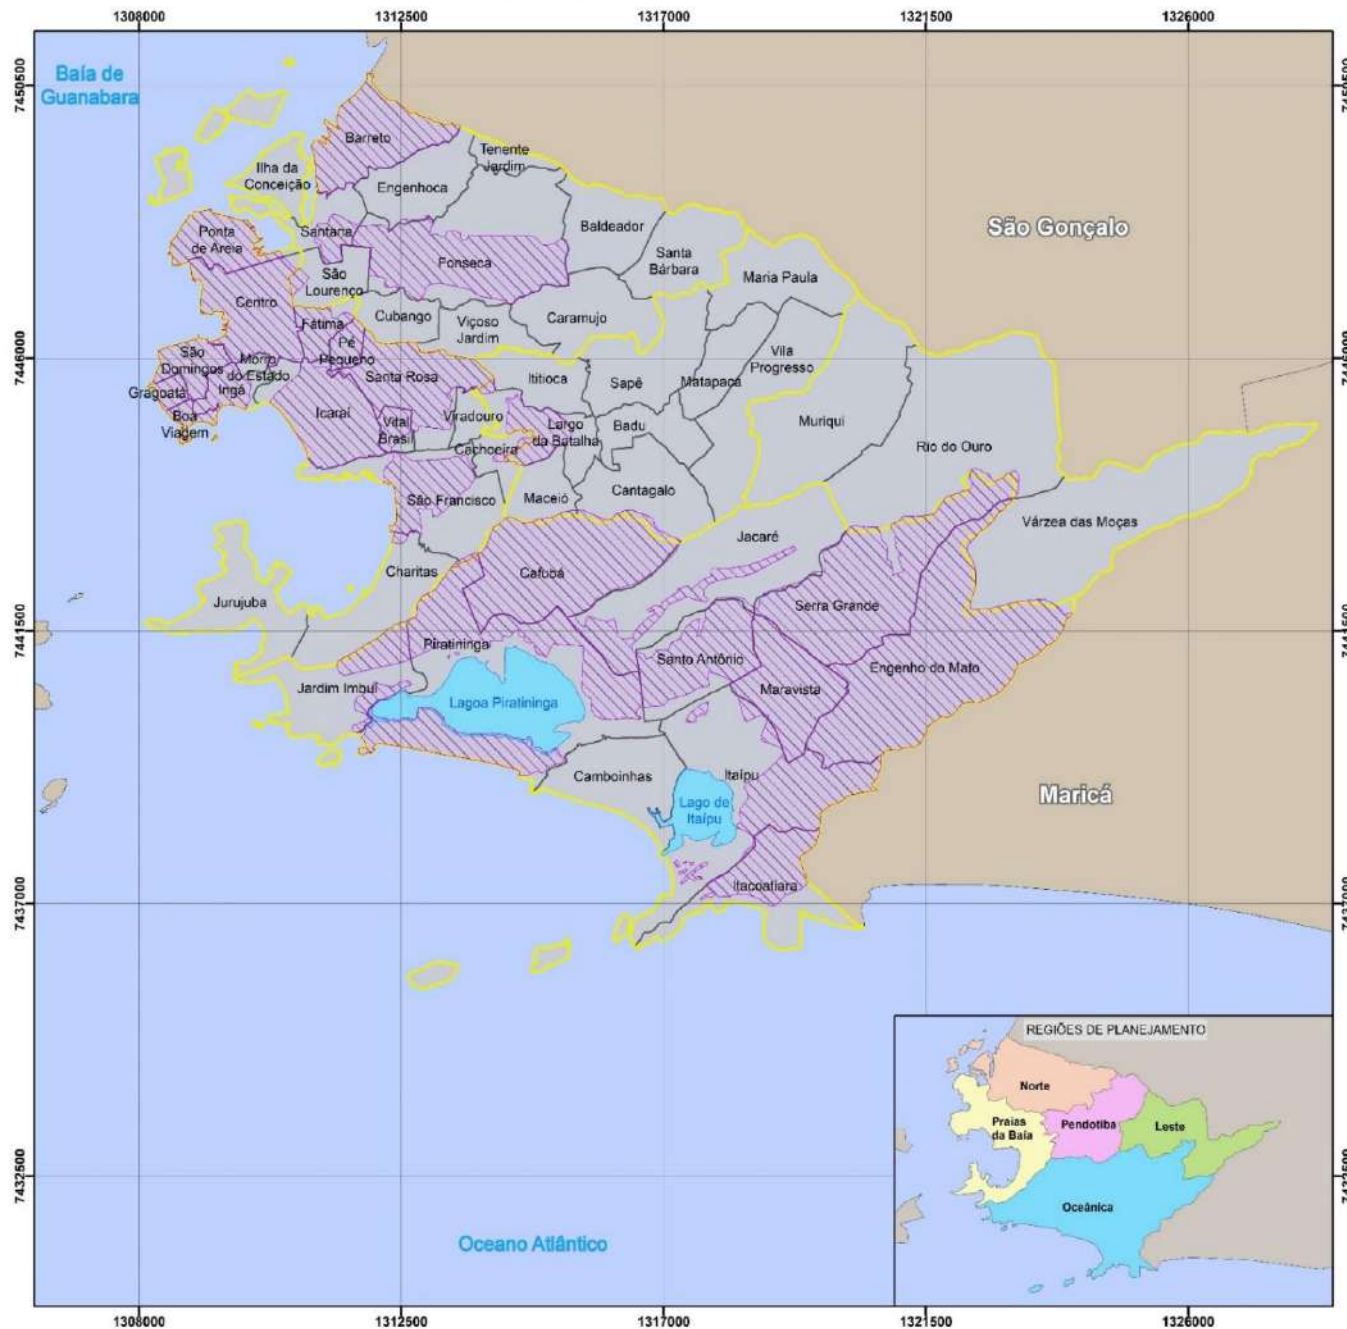 1308000
1312500
1317000
1321500
1326000
7450500
7450500
Baía de
Guanabara
Barreto
Tenente
Jardim
Ilha da
Conceição
Engenhoca
São Gonçalo
Ponta
de Areia
Santana
Baldeador
Santa
Bárbara
Fonseca
São
Lourenço
Maria Paula
Centro
Cubango
Viçoso
Jardim
Caramujo
Fátima
Pé
Pequeno
7446000
7446000
São
Domingos
Morro
do Estado
Santa Rosa
Ititioca
Sapê
Matapaca
Vila
Progresso
Gragoatá
Ingá
Icaraí
Boa
Viagem
Vital
Brasil
Viradouro
Largo
da Batalha
Badu
Muriqui
Rio do Ouro
Cachoeira
São Francisco
Maceió
Cantagalo
Várzea das Moças
Jacaré
Charitas
Cafubá
Jurujuba
Serra Grande
7441500
7441500
Piratininga
Santo Antônio
Engenho do Mato
Jardim Imbuí
Maravista
Lagoa Piratininga
Camboinhas
Itaipu
Maricá
Lago de
Itaipu
Itacoatiara
7437000
7437000
REGIÕES DE PLANEJAMENTO
Norte
Praias
da Baía
Pendotiba
Leste
Oceânica
7432500
7432500
Oceano Atlântico
1308000
1312500
1317000
1321500
1326000